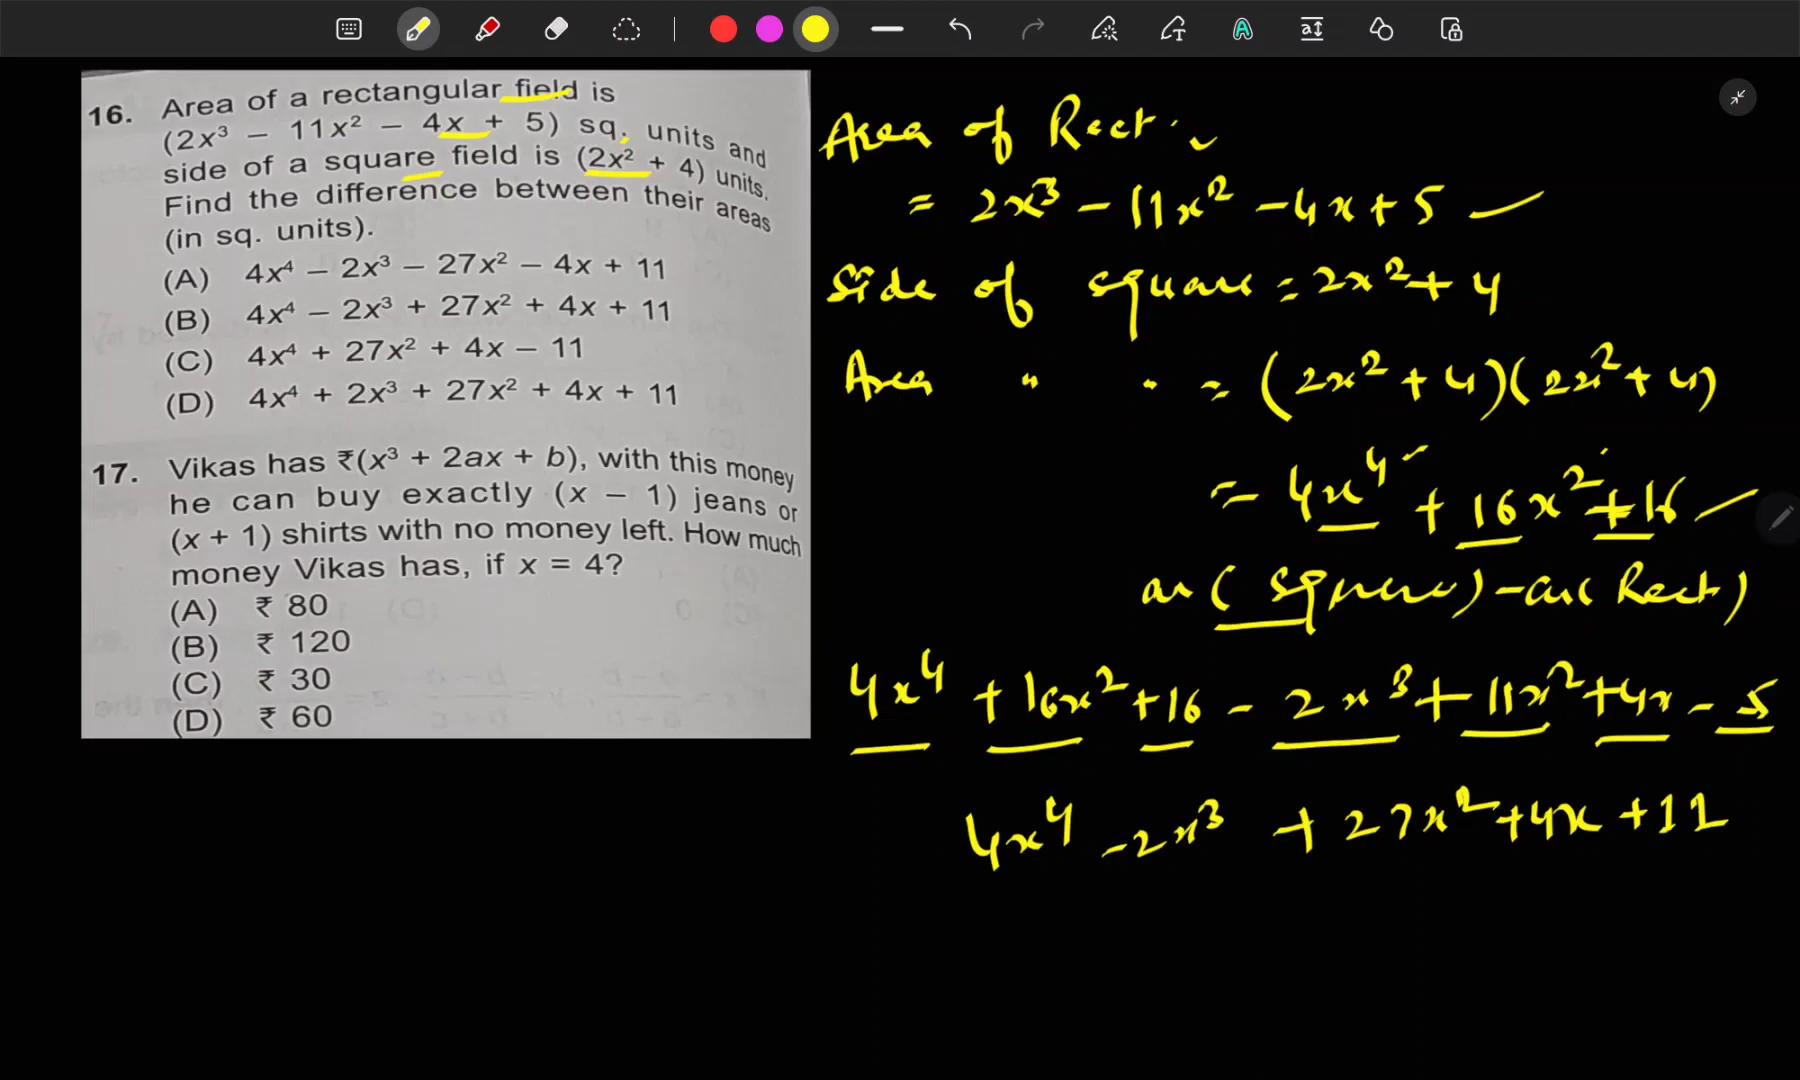 16. Area of a rectangular field is
(2x³ − 11x² − 4x + 5) sq. units and
side of a square field is (2x² + 4) units.
Find the difference between their areas
(in sq. units).
(A) 4x⁴ − 2x³ − 27x² − 4x + 11
(B) 4x⁴ − 2x³ + 27x² + 4x + 11
(C) 4x⁴ + 27x² + 4x − 11
(D) 4x⁴ + 2x³ + 27x² + 4x + 11
17. Vikas has ₹(x³ + 2ax + b), with this money
he can buy exactly (x − 1) jeans or
(x + 1) shirts with no money left. How much
money Vikas has, if x = 4?
(A) ₹ 80
(B) ₹ 120
(C) ₹ 30
(D) ₹ 60
Area of Rect.
= 2x³ − 11x² − 4x + 5
Side of square = 2x² + 4
Area " " = (2x² + 4)(2x² + 4)
= 4x⁴ + 16x² + 16
ar(square) − ar(Rect)
4x⁴ + 16x² + 16 − 2x³ + 11x² + 4x − 5
4x⁴ − 2x³ + 27x² + 4x + 11